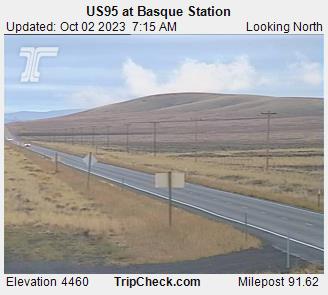 US95 at Basque Station
Updated: Oct 02 2023 7:15 AM Looking North
Elevation 4460 TripCheck.com Milepost 91.62